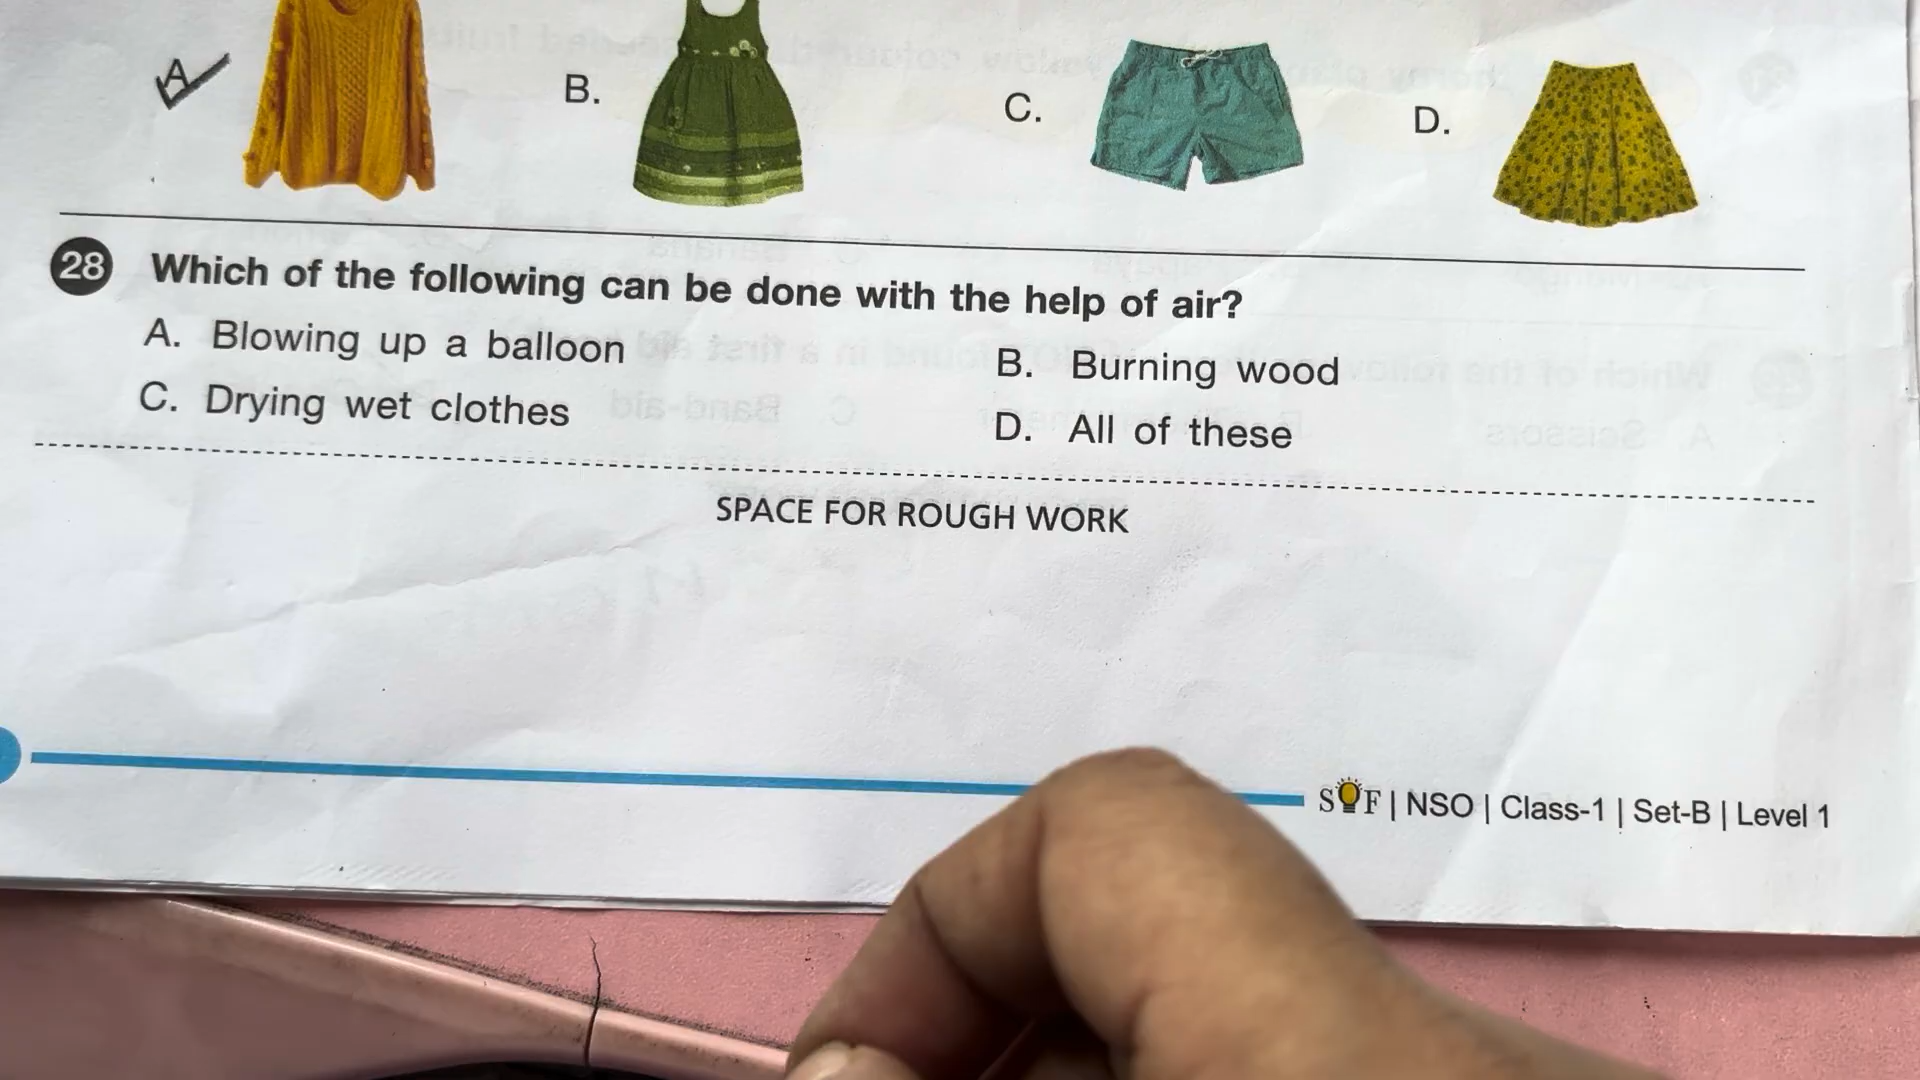 A
B.
C.
D.
28 Which of the following can be done with the help of air?
A. Blowing up a balloon
B. Burning wood
C. Drying wet clothes
D. All of these
SPACE FOR ROUGH WORK
SOF | NSO | Class-1 | Set-B | Level 1